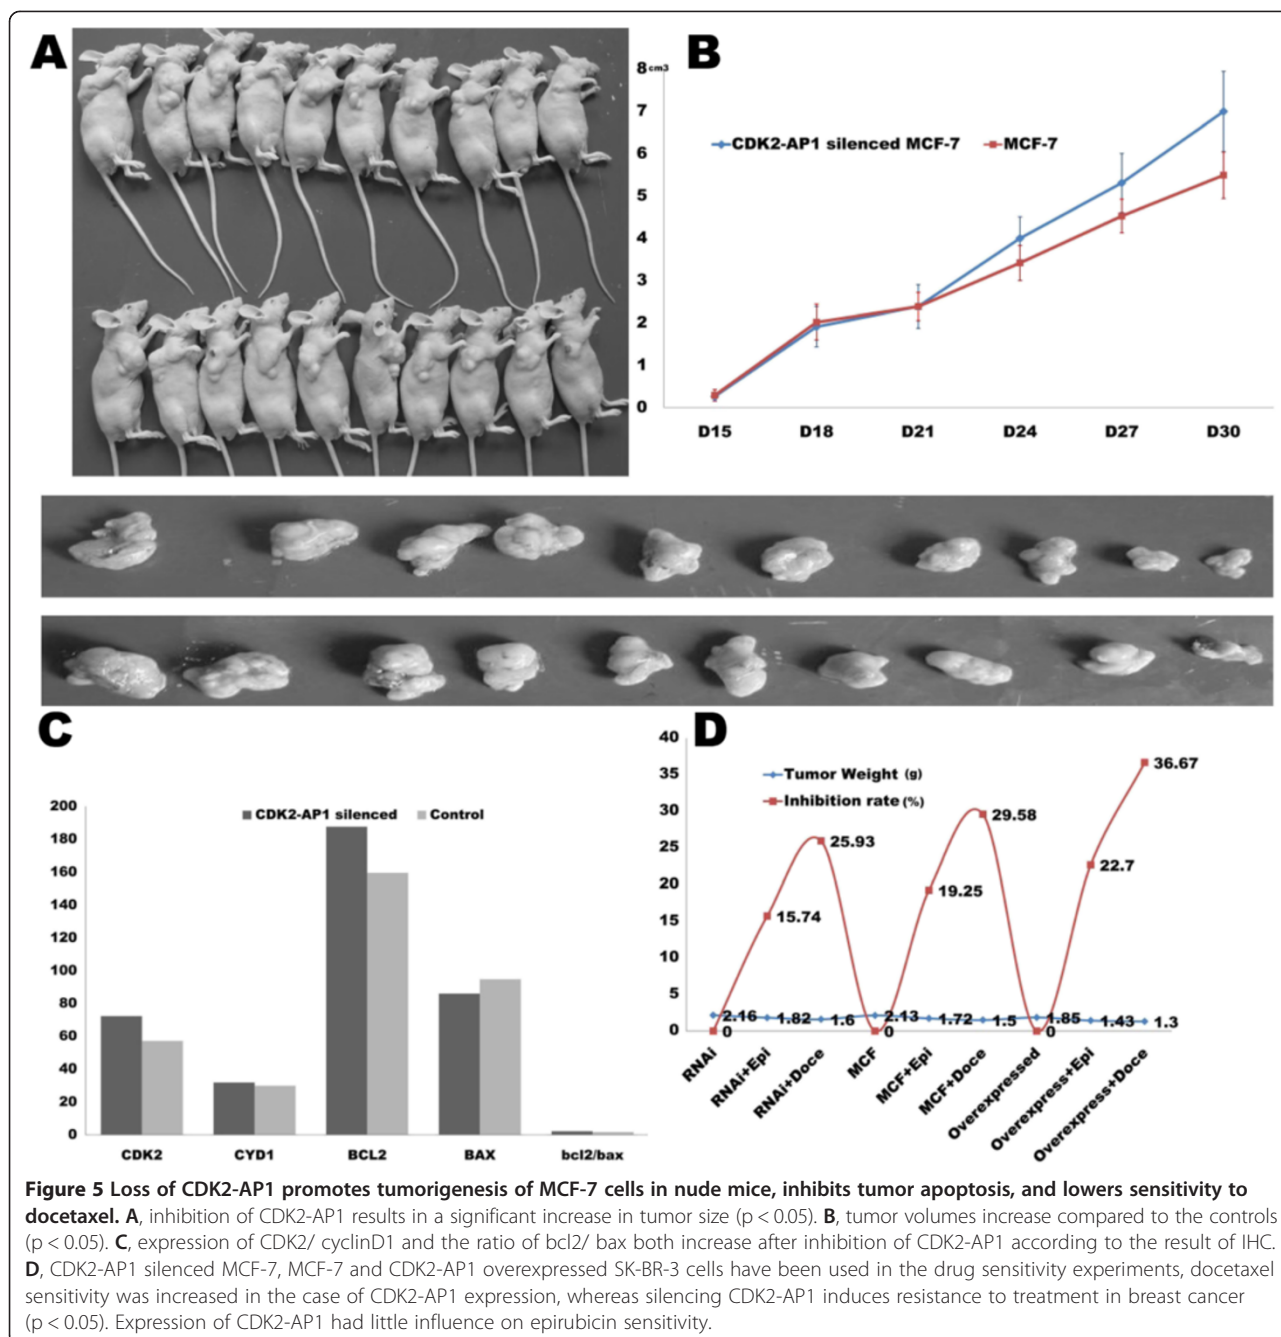 A
B
8 cm3
7
6
5
4
3
2
1
0
CDK2-AP1 silenced MCF-7
MCF-7
D15 D18 D21 D24 D27 D30
C
200
180
160
140
120
100
80
60
40
20
0
CDK2-AP1 silenced Control
CDK2 CYD1 BCL2 BAX bcl2/bax
D
40
35
30
25
20
15
10
5
0
Tumor Weight (g)
Inhibition rate (%)
36.67
29.58
25.93
22.7
19.25
15.74
2.16 1.82 1.6 2.13 1.72 1.5 1.85 1.43 1.3
0 0 0
RNAi RNAi+Epi RNAi+Doce MCF MCF+Epi MCF+Doce Overexpressed Overexpress+Epi Overexpress+Doce
Figure 5 Loss of CDK2-AP1 promotes tumorigenesis of MCF-7 cells in nude mice, inhibits tumor apoptosis, and lowers sensitivity to
docetaxel. A, inhibition of CDK2-AP1 results in a significant increase in tumor size (p < 0.05). B, tumor volumes increase compared to the controls
(p < 0.05). C, expression of CDK2/ cyclinD1 and the ratio of bcl2/ bax both increase after inhibition of CDK2-AP1 according to the result of IHC.
D, CDK2-AP1 silenced MCF-7, MCF-7 and CDK2-AP1 overexpressed SK-BR-3 cells have been used in the drug sensitivity experiments, docetaxel
sensitivity was increased in the case of CDK2-AP1 expression, whereas silencing CDK2-AP1 induces resistance to treatment in breast cancer
(p < 0.05). Expression of CDK2-AP1 had little influence on epirubicin sensitivity.